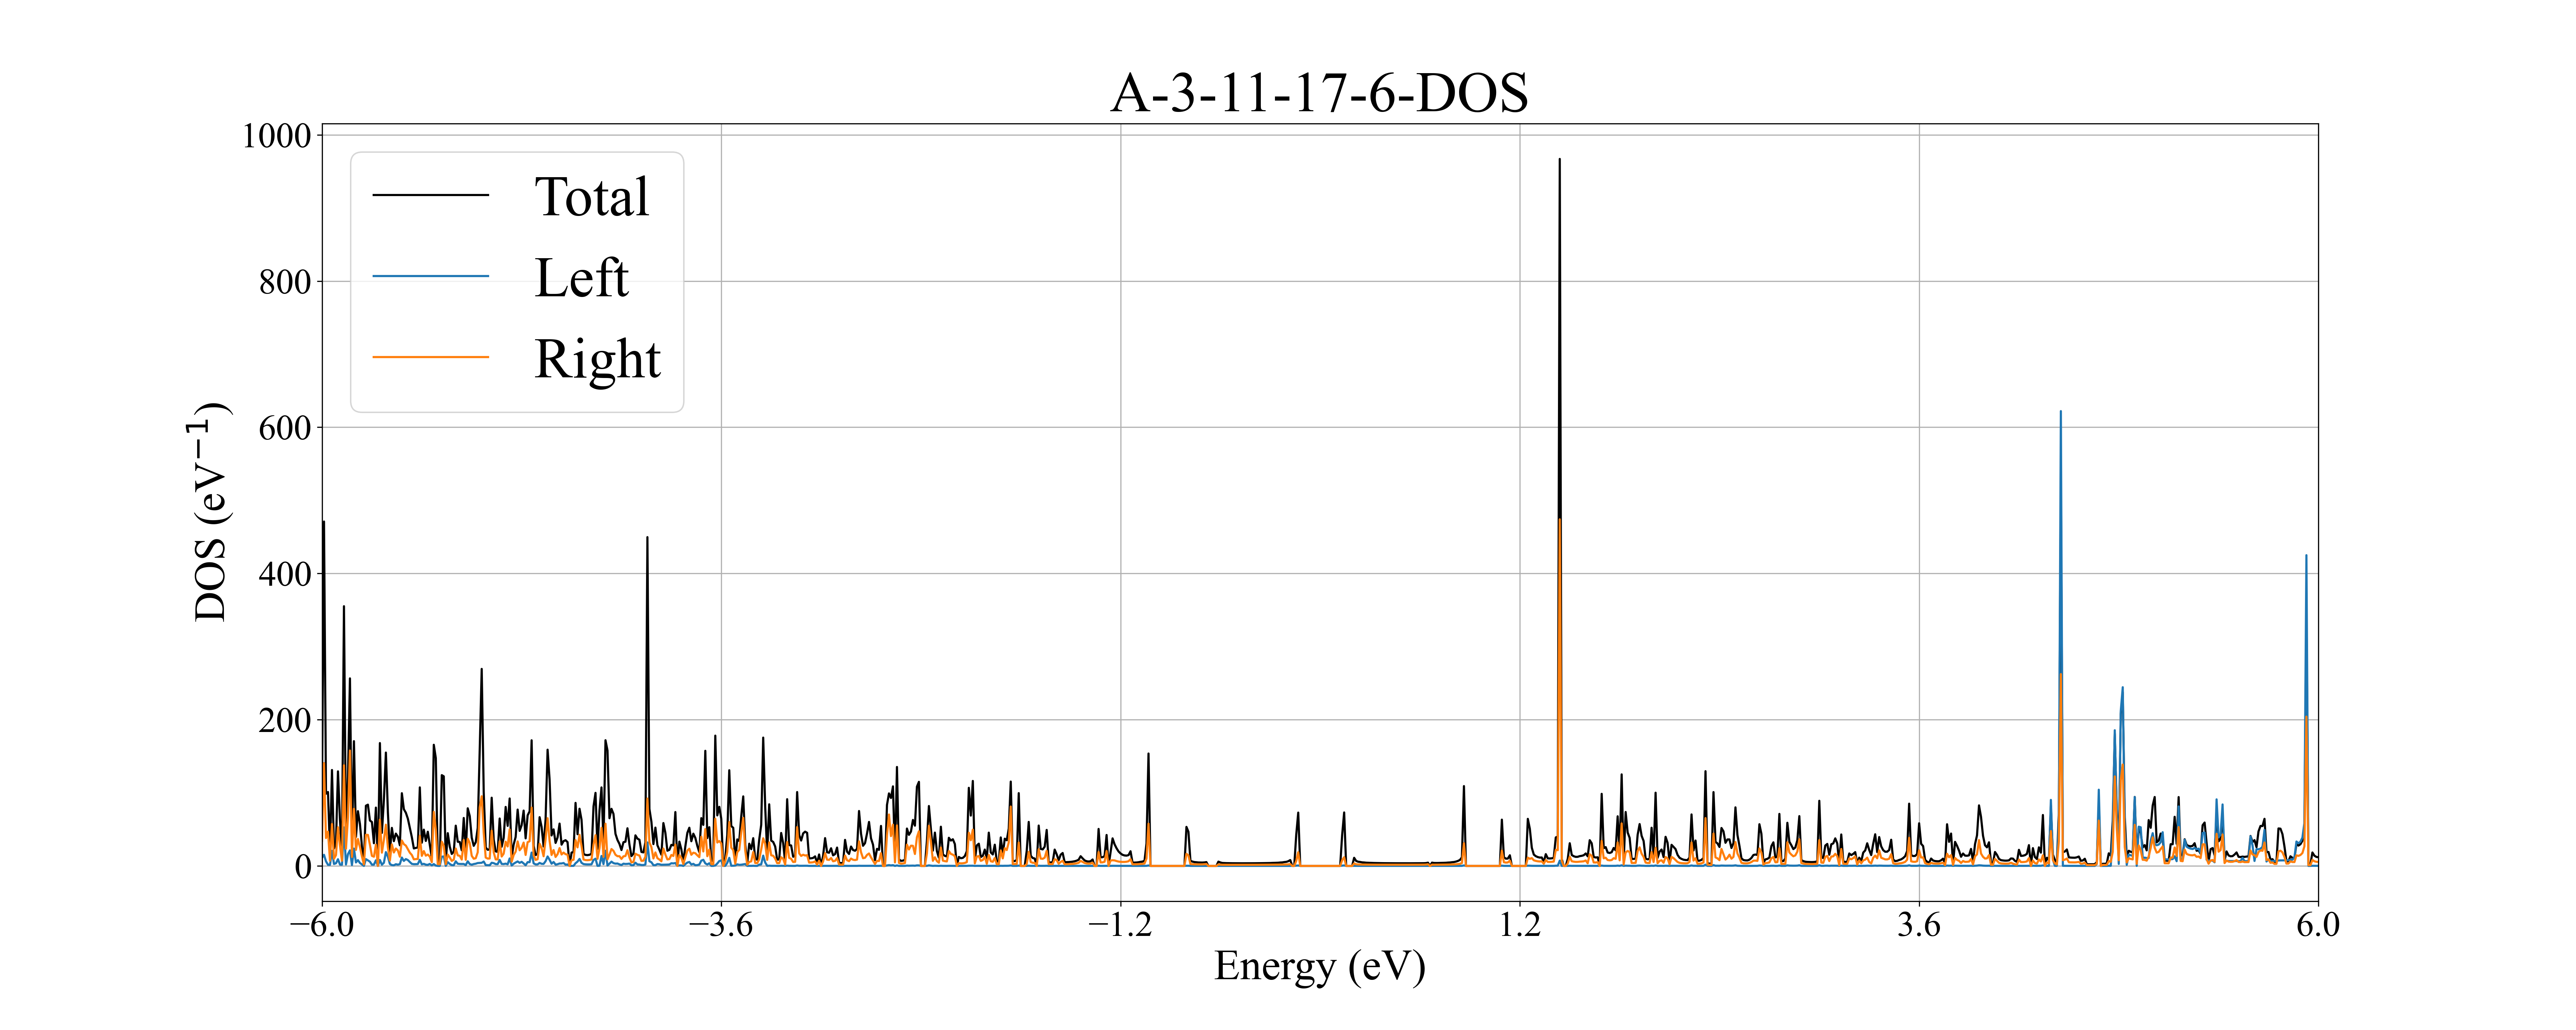 A-3-11-17-6-DOS
1000
800
600
400
200
0
DOS (eV⁻¹)
Total
Left
Right
−6.0 −3.6 −1.2 1.2 3.6 6.0
Energy (eV)